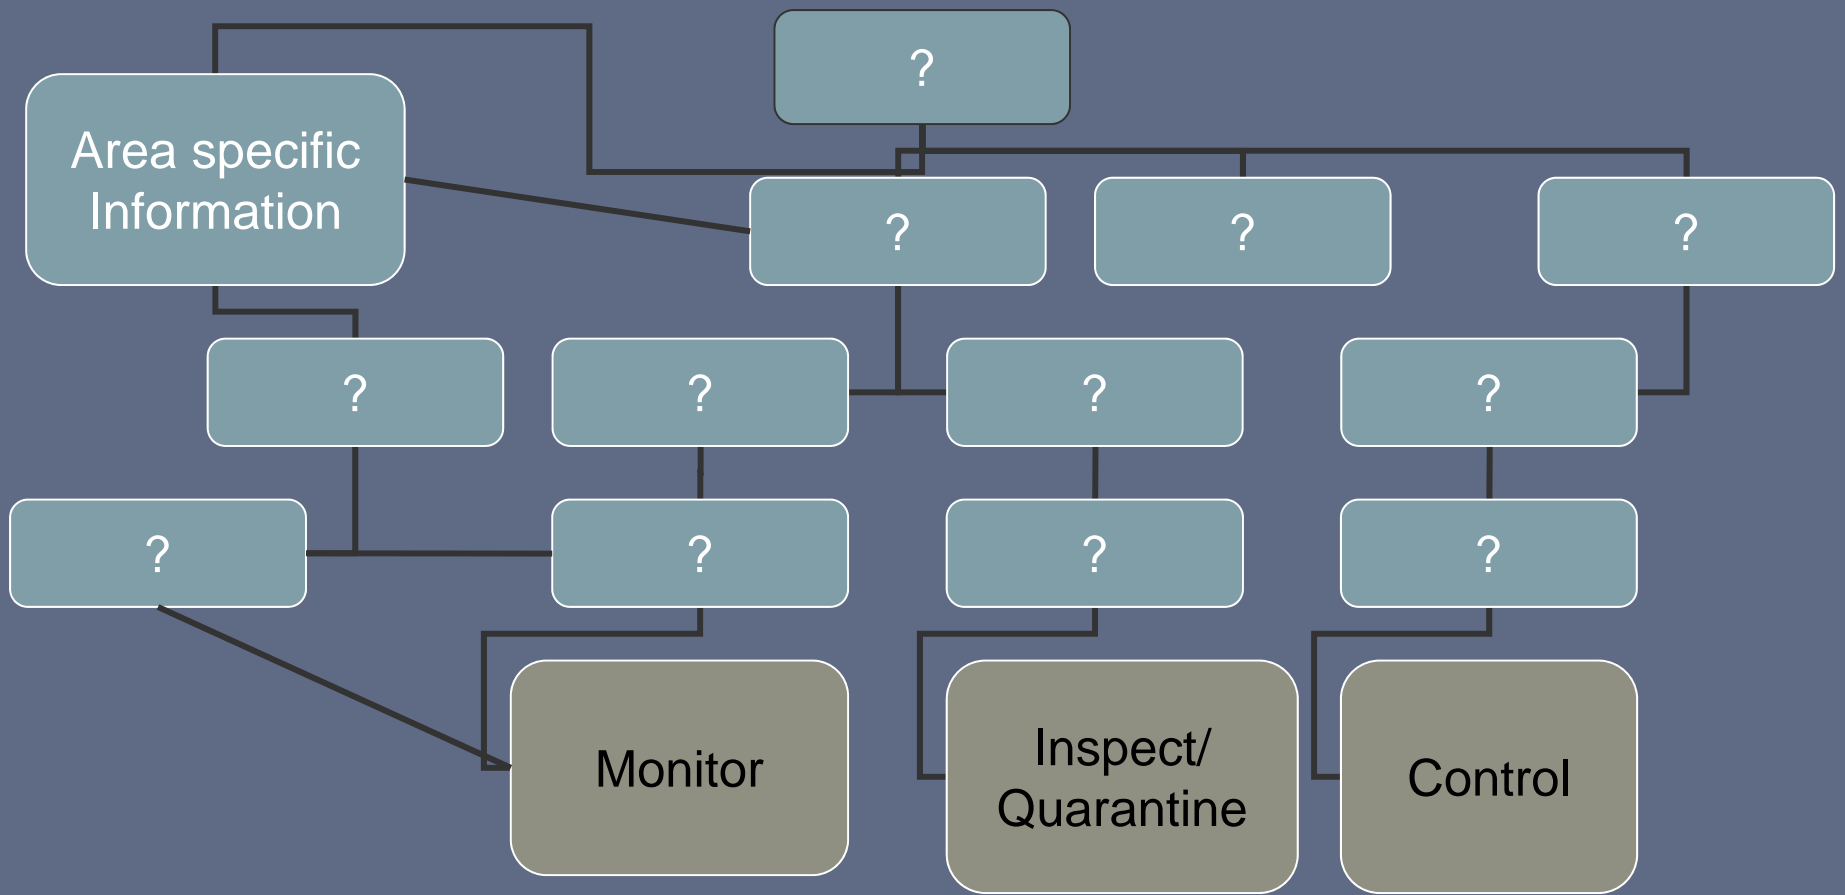 ?
Area specific
Information
?
?
?
?
?
?
?
?
?
?
?
Monitor
Inspect/
Quarantine
Control